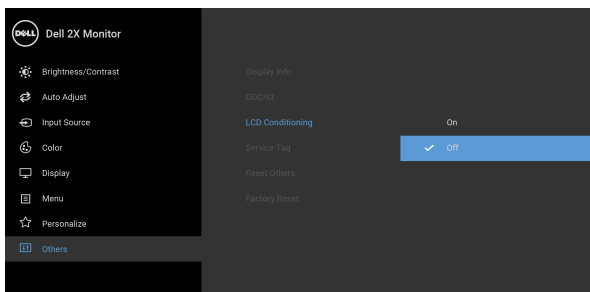 DELL Dell 2X Monitor
Brightness/Contrast
Auto Adjust
Input Source
Color
Display
Menu
Personalize
Others
Display Info
DDC/CI
LCD Conditioning
Service Tag
Reset Others
Factory Reset
On
Off